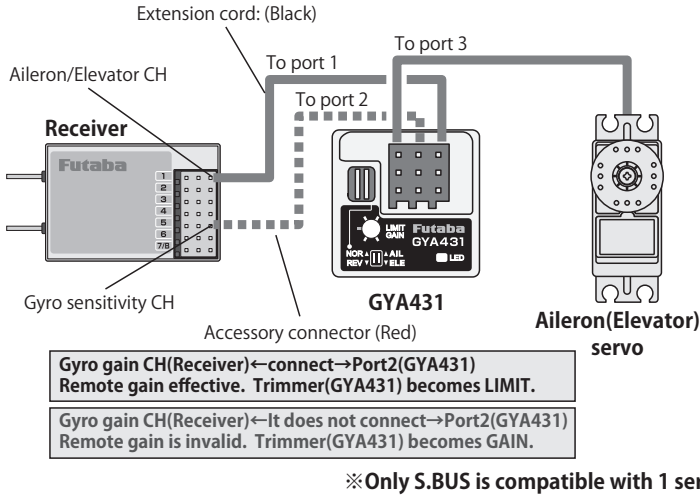 Extension cord: (Black)
To port 1
To port 3
Aileron/Elevator CH
To port 2
Receiver
Futaba
1
2
3
4
5
6
7/8
LIMIT
GAIN
Futaba
GYA431
NOR▲ ▲AIL
REV▼ ▼ELE
LED
Gyro sensitivity CH
GYA431
Accessory connector (Red)
Aileron(Elevator)
servo
Gyro gain CH(Receiver)←connect→Port2(GYA431)
Remote gain effective. Trimmer(GYA431) becomes LIMIT.
Gyro gain CH(Receiver)←It does not connect→Port2(GYA431)
Remote gain is invalid. Trimmer(GYA431) becomes GAIN.
※Only S.BUS is compatible with 1 ser